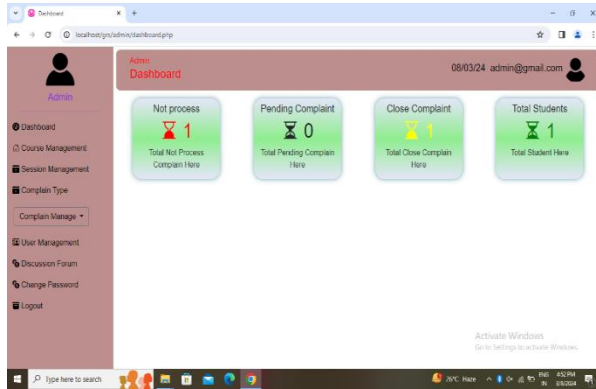 Dashboard
localhost/grs/admin/dashboard.php
Admin
Dashboard
08/03/24 admin@gmail.com
Admin
Dashboard
Course Management
Session Management
Complain Type
Complain Manage
User Management
Discussion Forum
Change Password
Logout
Not process
1
Total Not Process
Complain Here
Pending Complaint
0
Total Pending Complain
Here
Close Complaint
1
Total Close Complain
Here
Total Students
1
Total Student Here
Activate Windows
Go to Settings to activate Windows.
Type here to search
Haze
ENG
IN
4:52 PM
3/8/2024